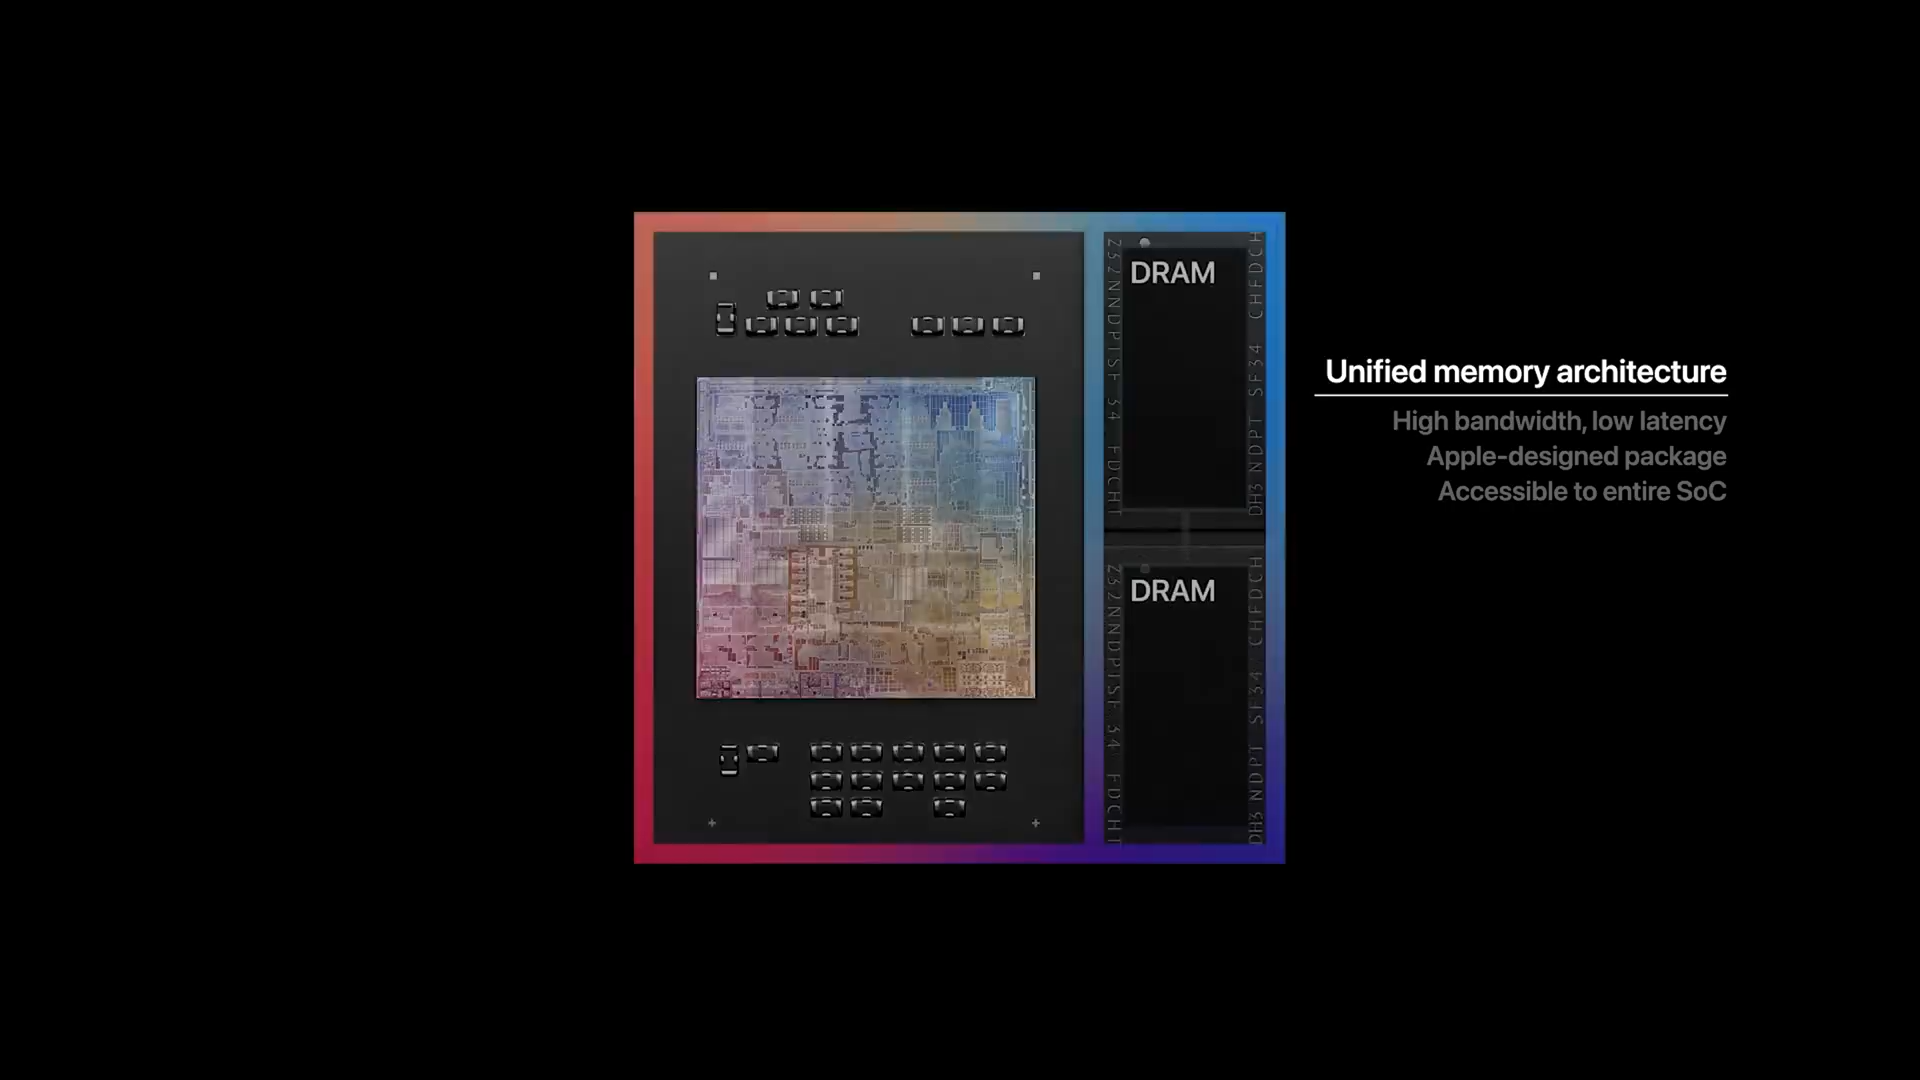 DRAM
DRAM
Unified memory architecture
High bandwidth, low latency
Apple-designed package
Accessible to entire SoC